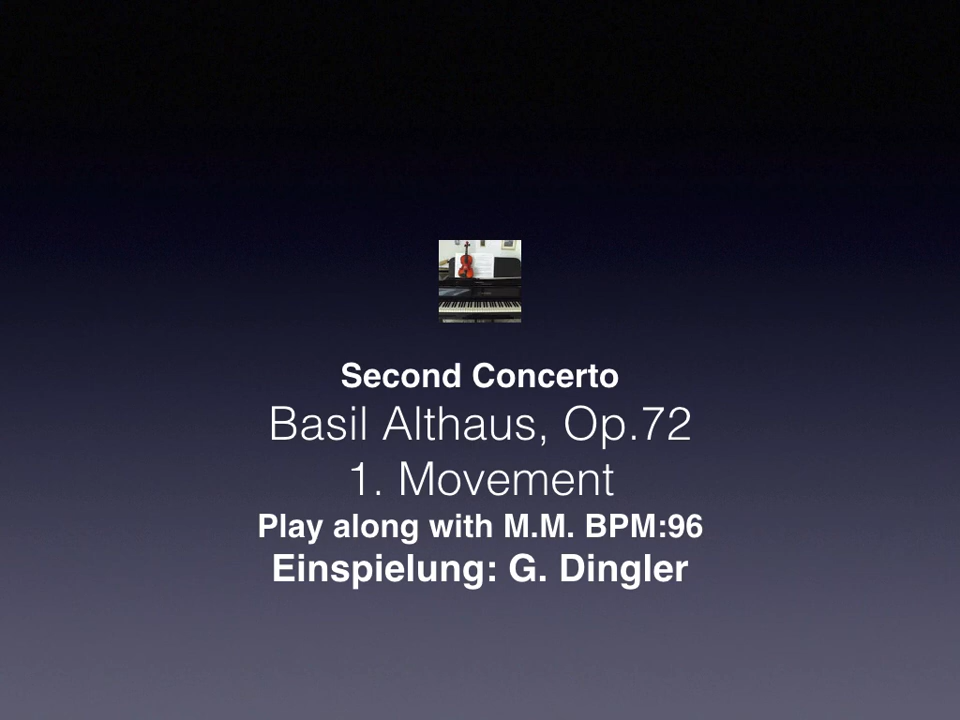 Second Concerto
Basil Althaus, Op.72
1. Movement
Play along with M.M. BPM:96
Einspielung: G. Dingler